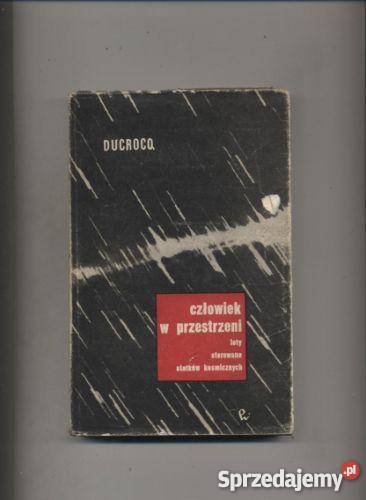 DUCROCQ
człowiek
w przestrzeni
loty
sterowane
statków kosmicznych
Sprzedajemy.pl